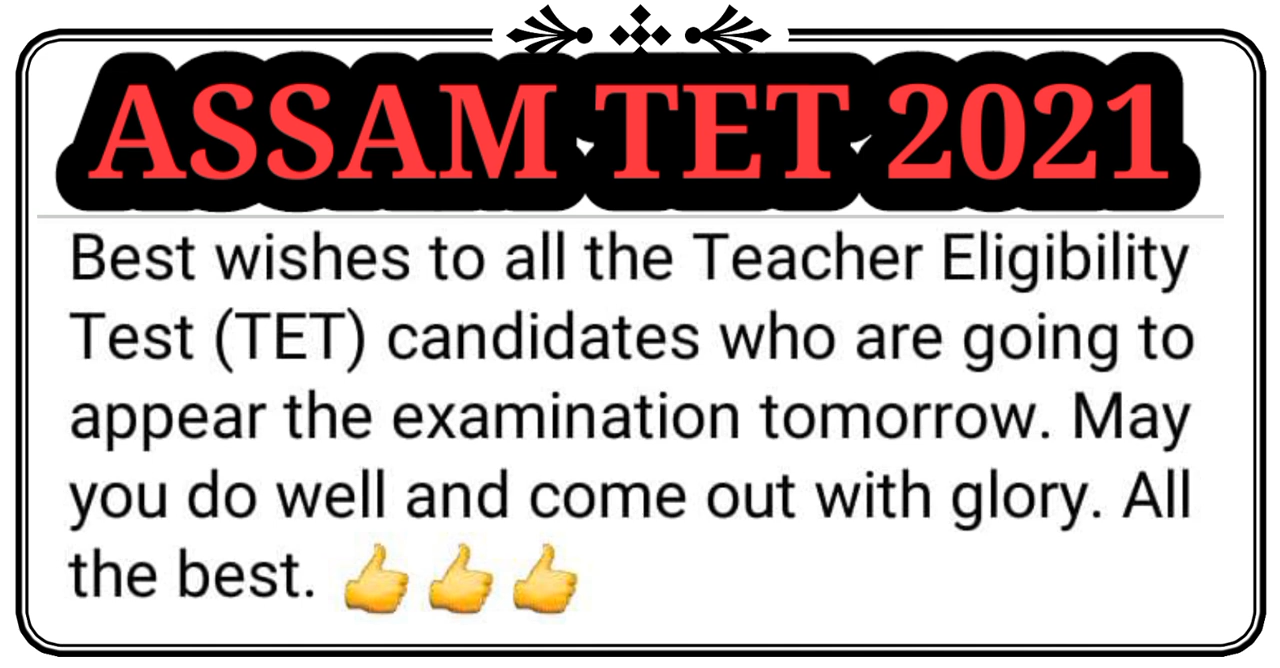 ASSAM TET 2021
Best wishes to all the Teacher Eligibility
Test (TET) candidates who are going to
appear the examination tomorrow. May
you do well and come out with glory. All
the best. 👍👍👍